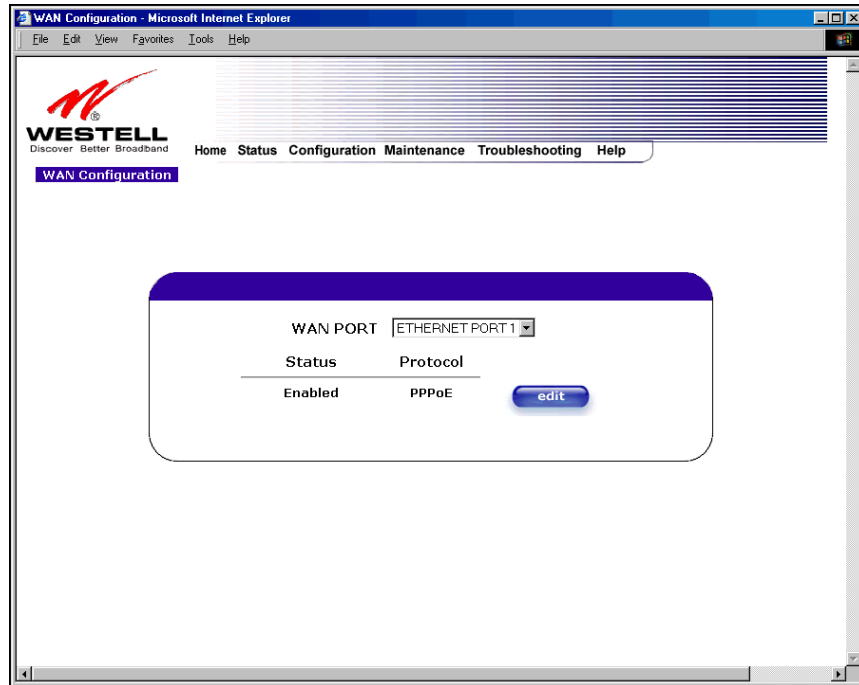 WAN Configuration - Microsoft Internet Explorer
File Edit View Favorites Tools Help
®
WESTELL
Discover Better Broadband
Home Status Configuration Maintenance Troubleshooting Help
WAN Configuration
WAN PORT ETHERNET PORT 1
Status Protocol
Enabled PPPoE edit